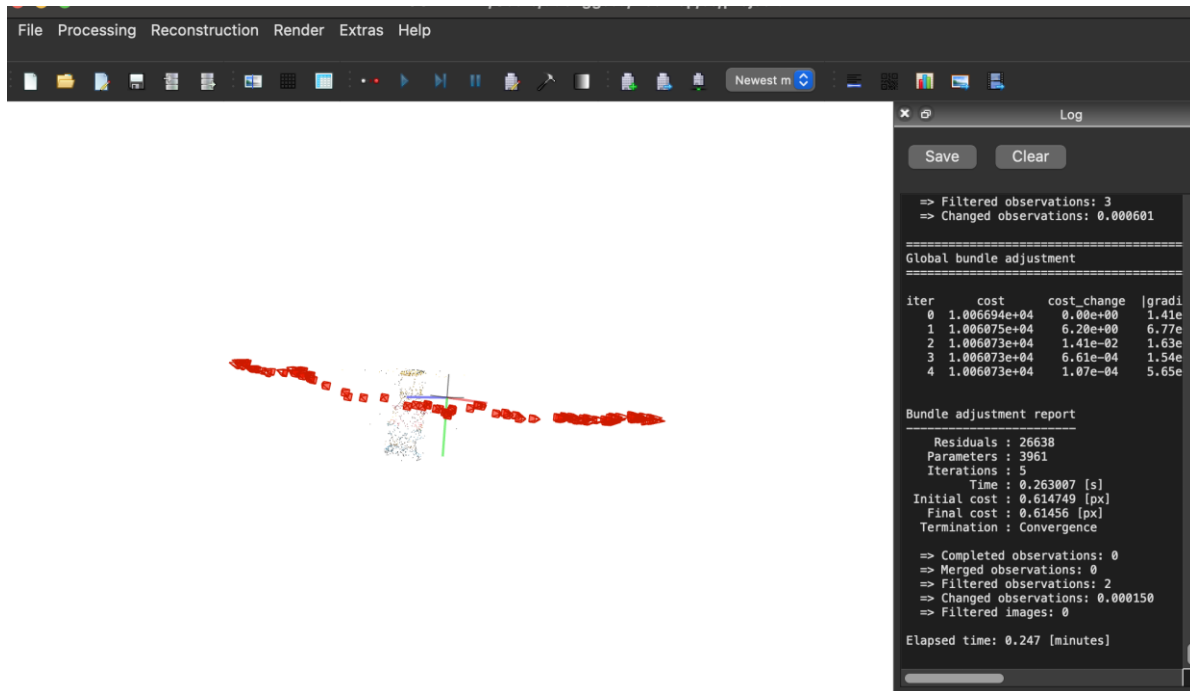 File Processing Reconstruction Render Extras Help
Newest m
Log
Save Clear
=> Filtered observations: 3
=> Changed observations: 0.000601
=======================================
Global bundle adjustment
=======================================
iter cost cost_change |gradi
0 1.006694e+04 0.00e+00 1.41e
1 1.006075e+04 6.20e+00 6.77e
2 1.006073e+04 1.41e-02 1.63e
3 1.006073e+04 6.61e-04 1.54e
4 1.006073e+04 1.07e-04 5.65e
Bundle adjustment report
------------------------
Residuals : 26638
Parameters : 3961
Iterations : 5
Time : 0.263007 [s]
Initial cost : 0.614749 [px]
Final cost : 0.61456 [px]
Termination : Convergence
=> Completed observations: 0
=> Merged observations: 0
=> Filtered observations: 2
=> Changed observations: 0.000150
=> Filtered images: 0
Elapsed time: 0.247 [minutes]